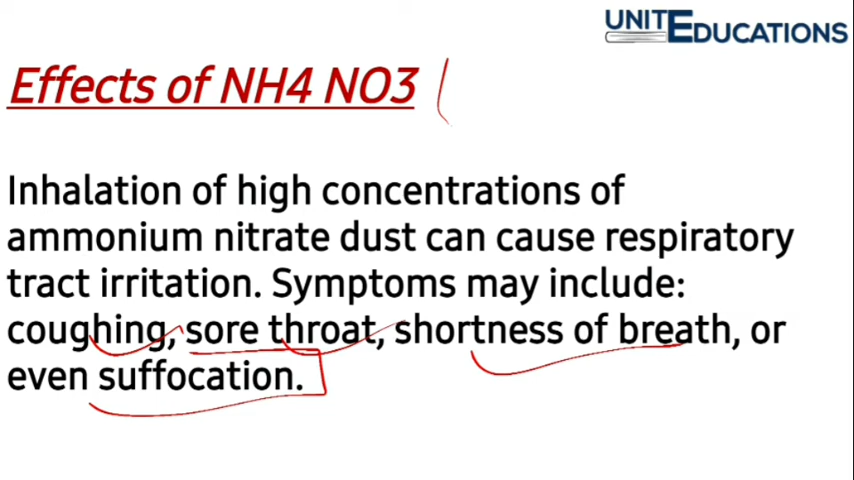 UNIT EDUCATIONS
Effects of NH4 NO3
Inhalation of high concentrations of
ammonium nitrate dust can cause respiratory
tract irritation. Symptoms may include:
coughing, sore throat, shortness of breath, or
even suffocation.